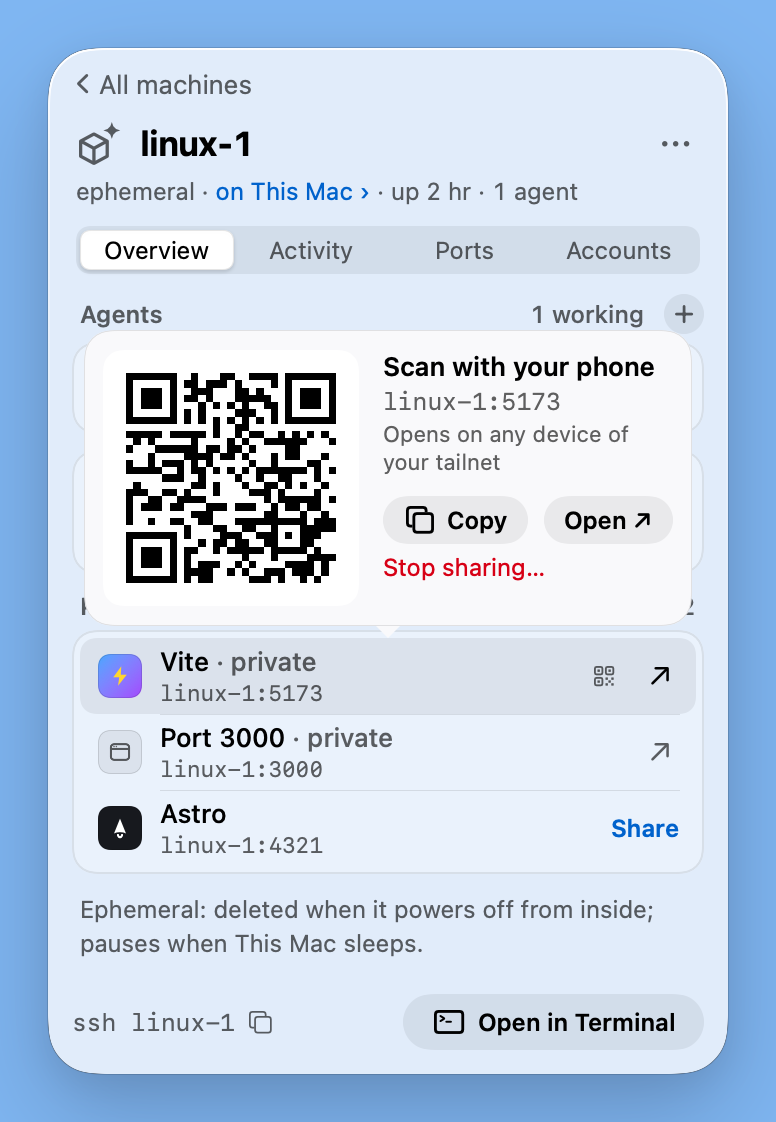 All machines
linux-1
ephemeral · on This Mac › · up 2 hr · 1 agent
Overview Activity Ports Accounts
Agents 1 working
Scan with your phone
linux-1:5173
Opens on any device of
your tailnet
Copy Open
Stop sharing...
Vite · private
linux-1:5173
Port 3000 · private
linux-1:3000
Astro
linux-1:4321
Share
Ephemeral: deleted when it powers off from inside;
pauses when This Mac sleeps.
ssh linux-1
Open in Terminal